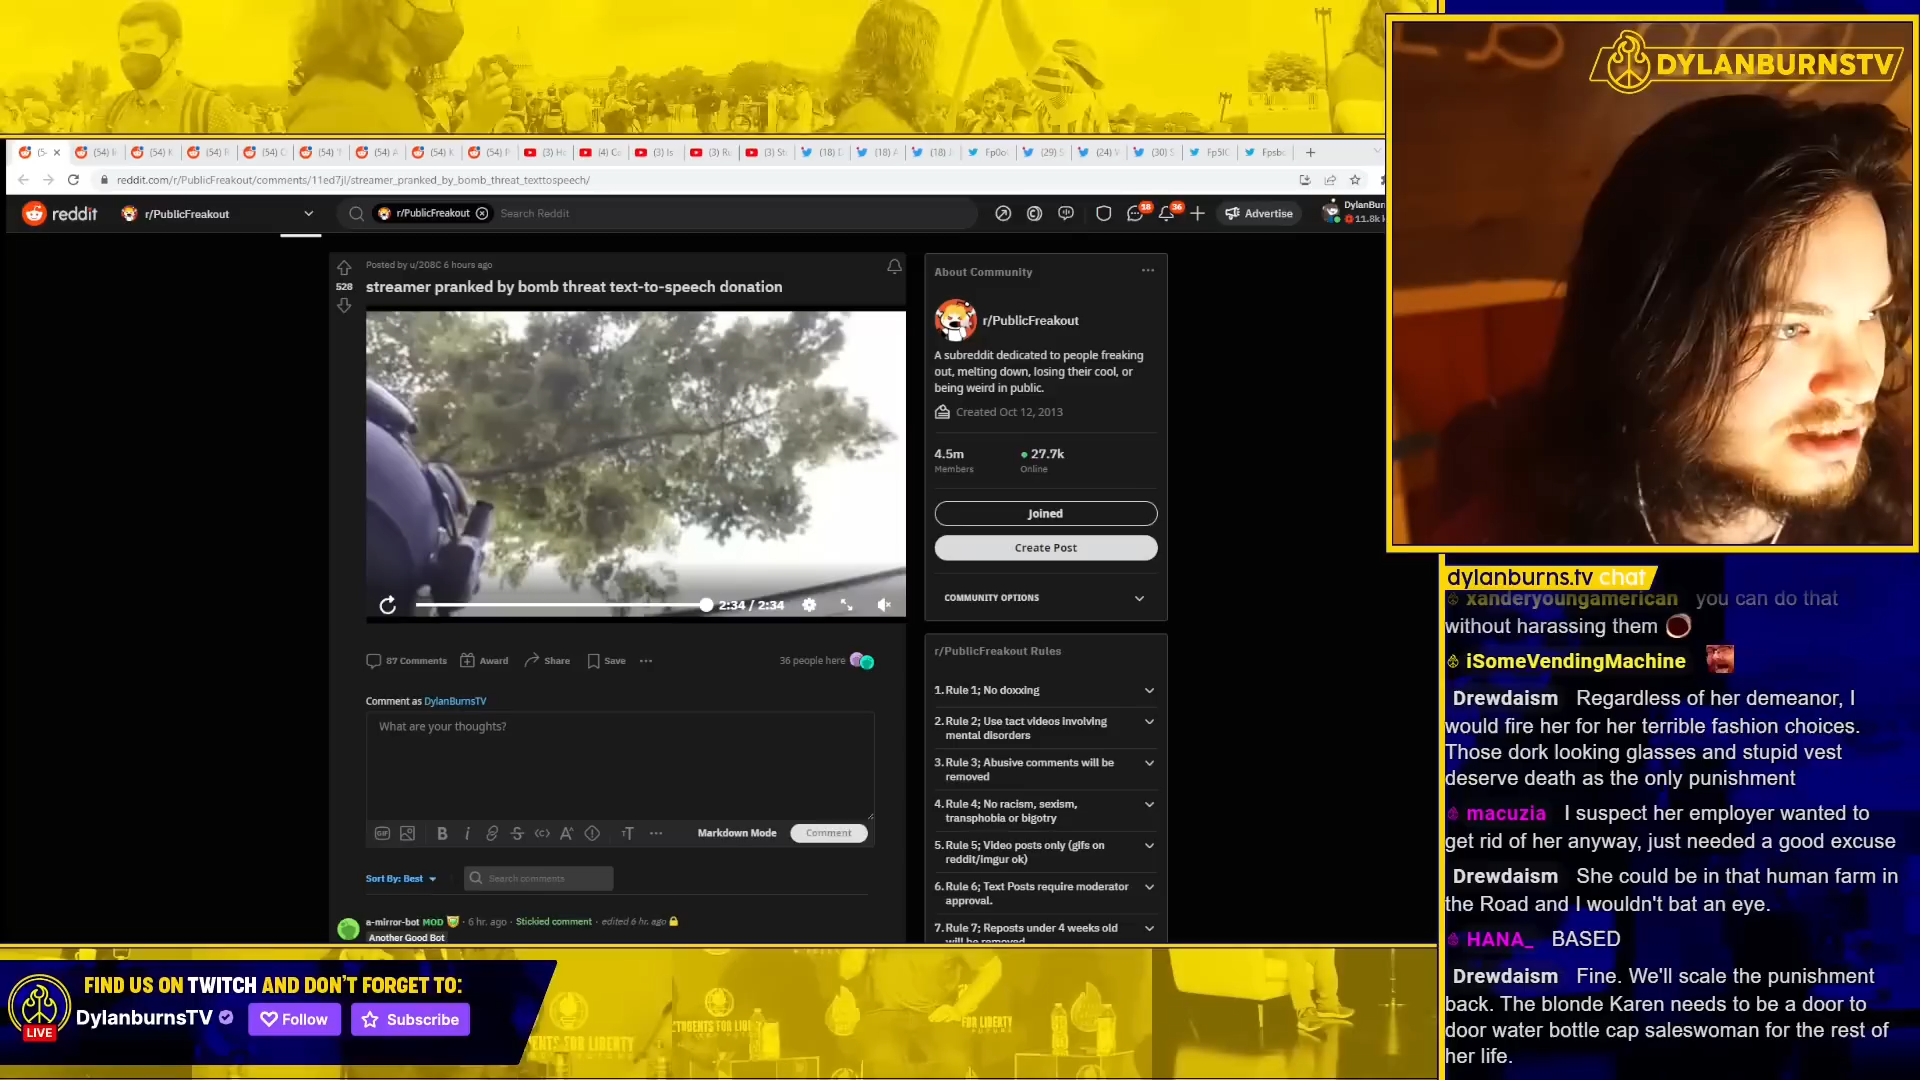 DYLANBURNSTV
reddit.com/r/PublicFreakout/comments/11ed7jl/streamer_pranked_by_bomb_threat_texttospeech/
reddit
r/PublicFreakout
r/PublicFreakout
Search Reddit
18
36
Advertise
DylanBurn
Posted by u/208C 6 hours ago
528
streamer pranked by bomb threat text-to-speech donation
2:34 / 2:34
87 Comments
Award
Share
Save
36 people here
Comment as DylanBurnsTV
What are your thoughts?
Markdown Mode
Comment
Sort By: Best
Search comments
a-mirror-bot MOD · 6 hr. ago · Stickied comment · edited 6 hr. ago
Another Good Bot
About Community
r/PublicFreakout
A subreddit dedicated to people freaking
out, melting down, losing their cool, or
being weird in public.
Created Oct 12, 2013
4.5m
27.7k
Members
Online
Joined
Create Post
COMMUNITY OPTIONS
r/PublicFreakout Rules
1. Rule 1; No doxxing
2. Rule 2; Use tact videos involving
mental disorders
3. Rule 3; Abusive comments will be
removed
4. Rule 4; No racism, sexism,
transphobia or bigotry
5. Rule 5; Video posts only (gifs on
reddit/imgur ok)
6. Rule 6; Text Posts require moderator
approval.
7. Rule 7; Reposts under 4 weeks old
will be removed
dylanburns.tv chat
xanderyoungamerican you can do that
without harassing them
iSomeVendingMachine
Drewdaism Regardless of her demeanor, I
would fire her for her terrible fashion choices.
Those dork looking glasses and stupid vest
deserve death as the only punishment
macuzia I suspect her employer wanted to
get rid of her anyway, just needed a good excuse
Drewdaism She could be in that human farm in
the Road and I wouldn't bat an eye.
HANA_ BASED
Drewdaism Fine. We'll scale the punishment
back. The blonde Karen needs to be a door to
door water bottle cap saleswoman for the rest of
her life.
FIND US ON TWITCH AND DON'T FORGET TO:
DylanburnsTV
Follow
Subscribe
LIVE
FOR LIBERTY